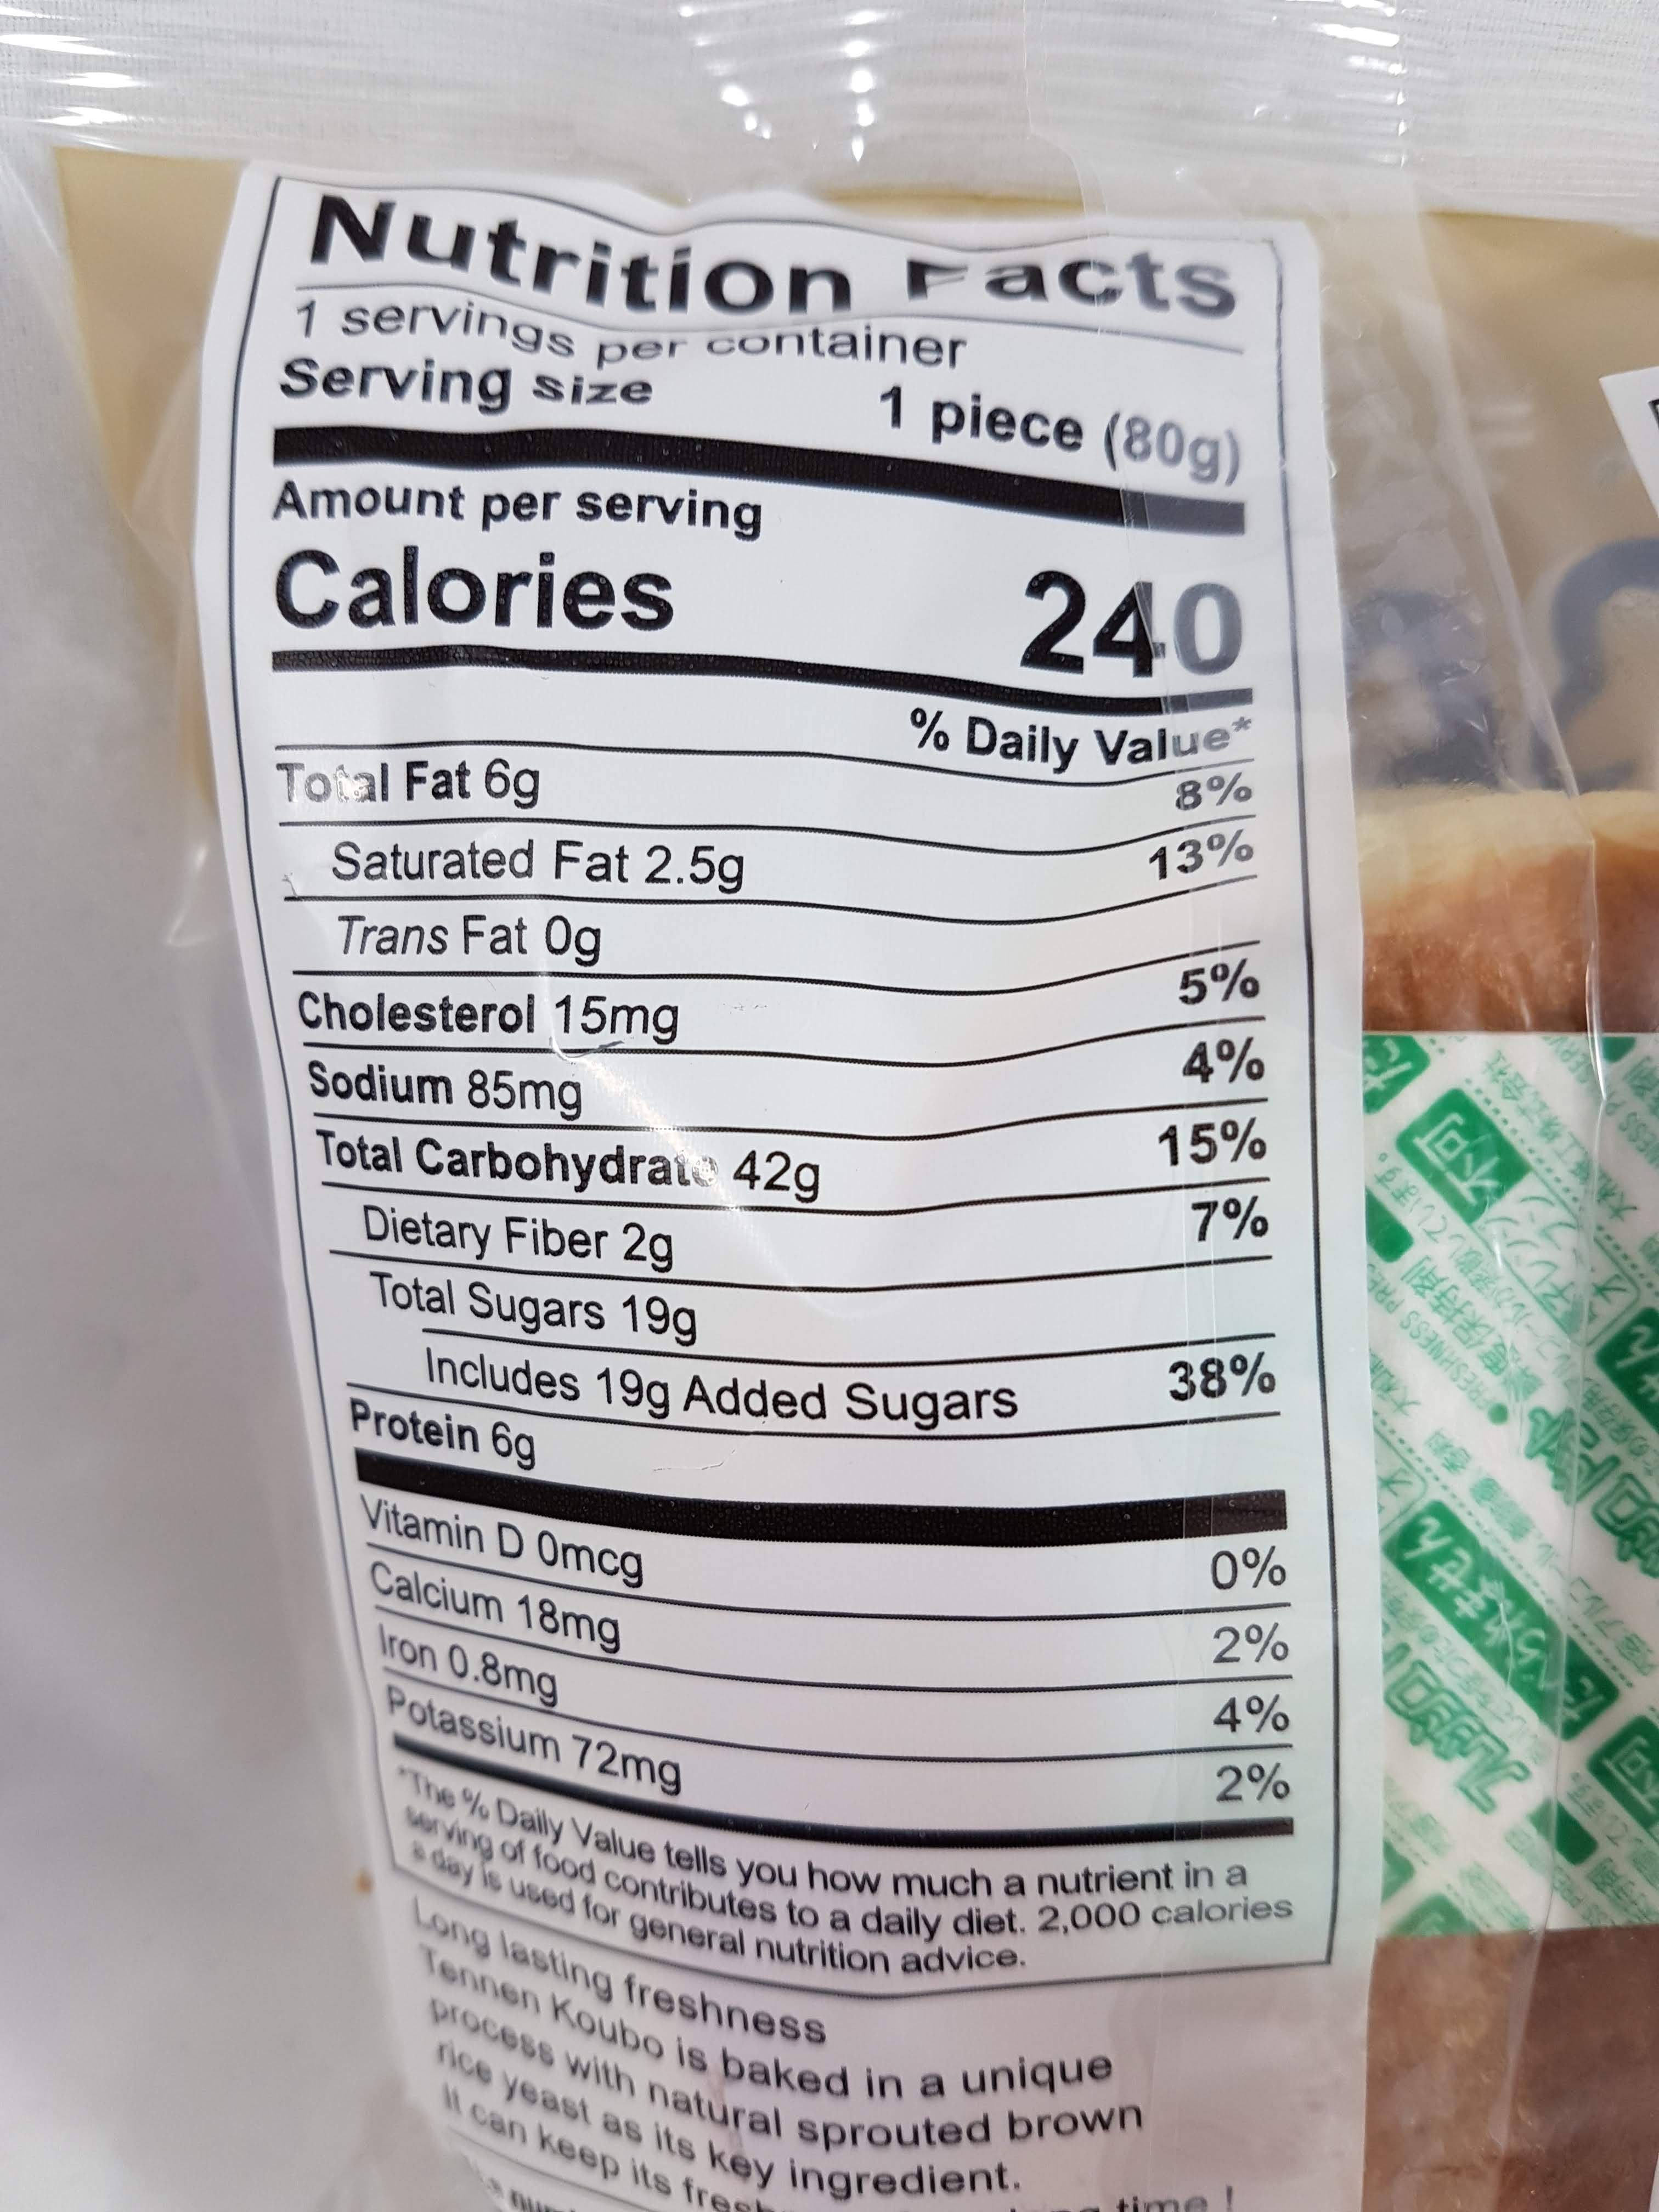 Nutrition Facts
1 servings per container
Serving size 1 piece (80g)
Amount per serving
Calories 240
% Daily Value*
Total Fat 6g 8%
Saturated Fat 2.5g 13%
Trans Fat 0g
Cholesterol 15mg 5%
Sodium 85mg 4%
Total Carbohydrate 42g 15%
Dietary Fiber 2g 7%
Total Sugars 19g
Includes 19g Added Sugars 38%
Protein 6g
Vitamin D 0mcg 0%
Calcium 18mg 2%
Iron 0.8mg 4%
Potassium 72mg 2%
*The % Daily Value tells you how much a nutrient in a
serving of food contributes to a daily diet. 2,000 calories
a day is used for general nutrition advice.
Long lasting freshness
Tennen Koubo is baked in a unique
process with natural sprouted brown
rice yeast as its key ingredient.
It can keep its time !